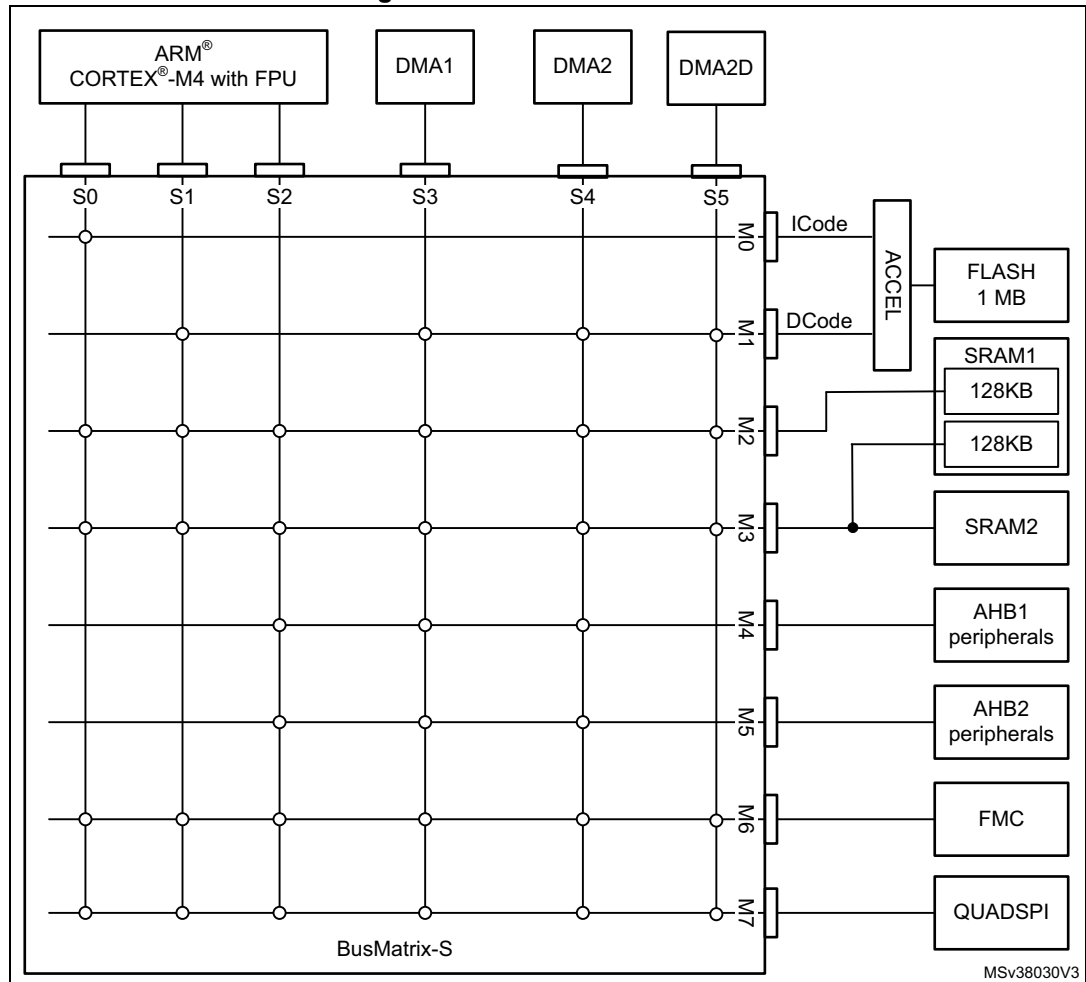 ARM®
CORTEX®-M4 with FPU
DMA1
DMA2
DMA2D
S0
S1
S2
S3
S4
S5
M0
ICode
ACCEL
FLASH
1 MB
M1
DCode
SRAM1
128KB
M2
128KB
M3
SRAM2
M4
AHB1
peripherals
M5
AHB2
peripherals
M6
FMC
M7
QUADSPI
BusMatrix-S
MSv38030V3